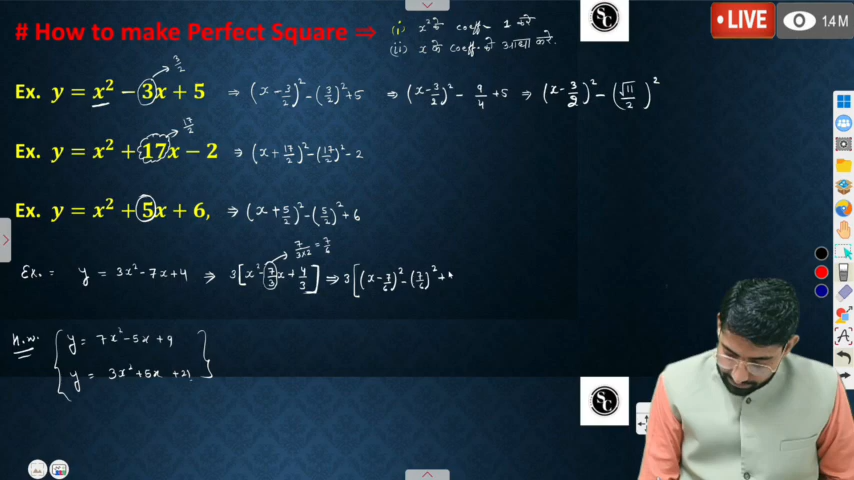 # How to make Perfect Square ⇒ (i) x² के coeff. 1 करे
(ii) x के coeff. को आधा करे.
LIVE 1.4 M
SC
3/2
Ex. y = x² − 3x + 5 ⇒ (x − 3/2)² − (3/2)² + 5 ⇒ (x − 3/2)² − 9/4 + 5 ⇒ (x − 3/2)² − (√11/2)²
17/2
Ex. y = x² + 17x − 2 ⇒ (x + 17/2)² − (17/2)² − 2
Ex. y = x² + 5x + 6, ⇒ (x + 5/2)² − (5/2)² + 6
7/3×2 = 7/6
Ex. = y = 3x² − 7x + 4 ⇒ 3[x² − 7/3 x + 4/3] ⇒ 3[(x − 7/6)² − (7/6)² +
H.W. y = 7x² − 5x + 9
y = 3x² + 5x + 21
SC